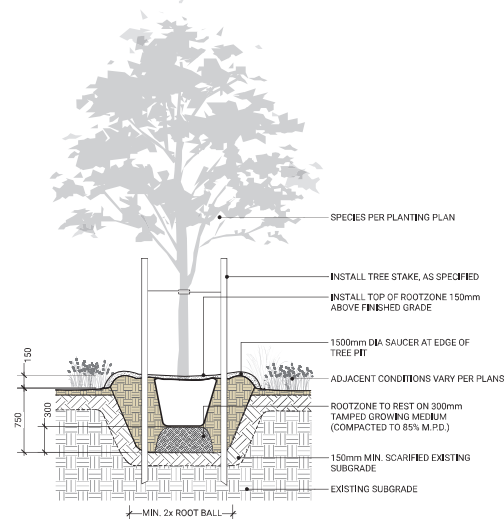 SPECIES PER PLANTING PLAN
INSTALL TREE STAKE, AS SPECIFIED
INSTALL TOP OF ROOTZONE 150mm
ABOVE FINISHED GRADE
1500mm DIA SAUCER AT EDGE OF
TREE PIT
ADJACENT CONDITIONS VARY PER PLANS
ROOTZONE TO REST ON 300mm
TAMPED GROWING MEDIUM
(COMPACTED TO 85% M.P.D.)
150mm MIN. SCARIFIED EXISTING
SUBGRADE
EXISTING SUBGRADE
150
750
300
MIN. 2x ROOT BALL